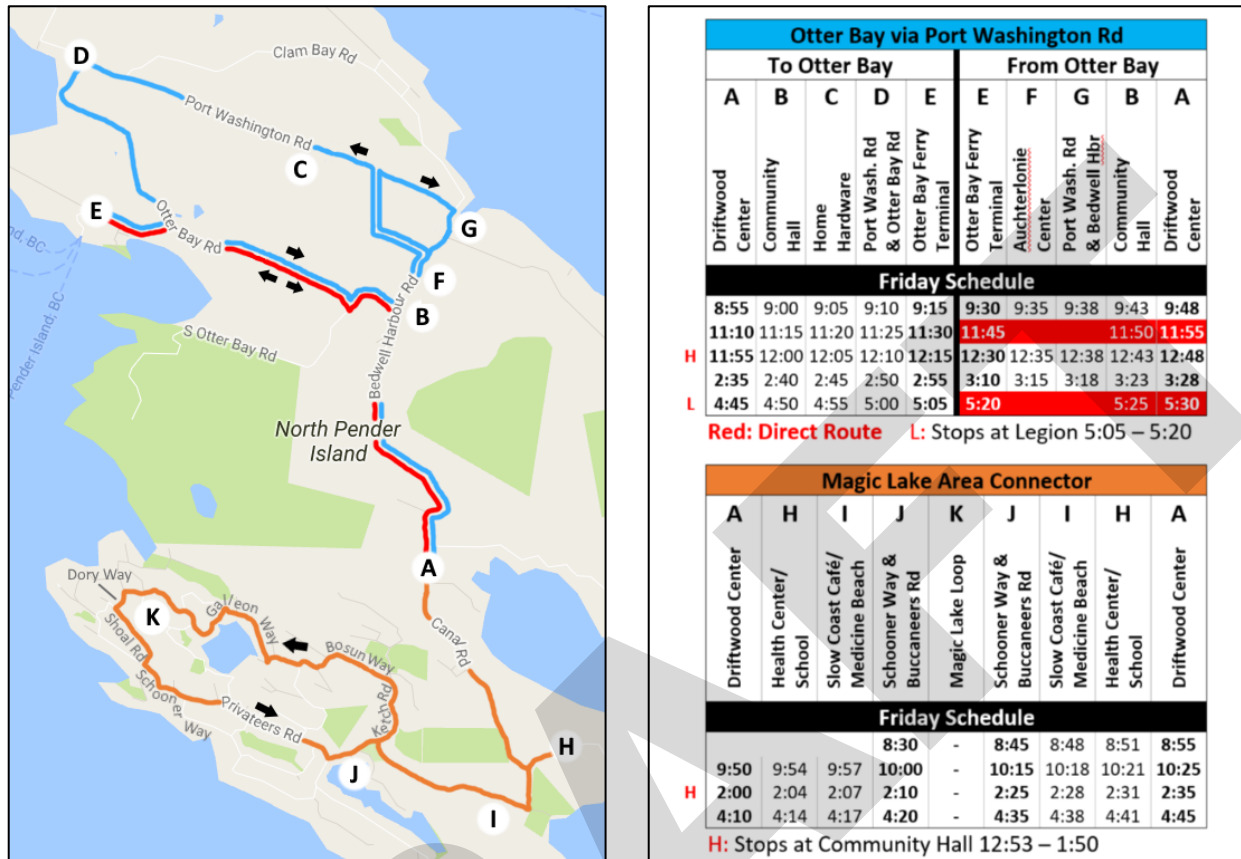 D
Clam Bay Rd
Port Washington Rd
C
E
Otter Bay Rd
G
F
B
nd, BC
Pender Island; BC
S Otter Bay Rd
Bedwell Harbour Rd
North Pender
Island
A
Dory Way
K
Galleon Way
Shoal Rd
Bosun Way
Canal Rd
Schooner Way
Privateers Rd
Ketch Rd
H
J
I
Otter Bay via Port Washington Rd
To Otter Bay From Otter Bay
A B C D E E F G B A
Driftwood Center
Community Hall
Home Hardware
Port Wash. Rd & Otter Bay Rd
Otter Bay Ferry Terminal
Otter Bay Ferry Terminal
Auchterlonie Center
Port Wash. Rd & Bedwell Hbr
Community Hall
Driftwood Center
Friday Schedule
8:55 9:00 9:05 9:10 9:15 9:30 9:35 9:38 9:43 9:48
11:10 11:15 11:20 11:25 11:30 11:45 11:50 11:55
H 11:55 12:00 12:05 12:10 12:15 12:30 12:35 12:38 12:43 12:48
2:35 2:40 2:45 2:50 2:55 3:10 3:15 3:18 3:23 3:28
L 4:45 4:50 4:55 5:00 5:05 5:20 5:25 5:30
Red: Direct Route L: Stops at Legion 5:05 – 5:20
Magic Lake Area Connector
A H I J K J I H A
Driftwood Center
Health Center/ School
Slow Coast Café/ Medicine Beach
Schooner Way & Buccaneers Rd
Magic Lake Loop
Schooner Way & Buccaneers Rd
Slow Coast Café/ Medicine Beach
Health Center/ School
Driftwood Center
Friday Schedule
8:30 - 8:45 8:48 8:51 8:55
9:50 9:54 9:57 10:00 - 10:15 10:18 10:21 10:25
H 2:00 2:04 2:07 2:10 - 2:25 2:28 2:31 2:35
4:10 4:14 4:17 4:20 - 4:35 4:38 4:41 4:45
H: Stops at Community Hall 12:53 – 1:50